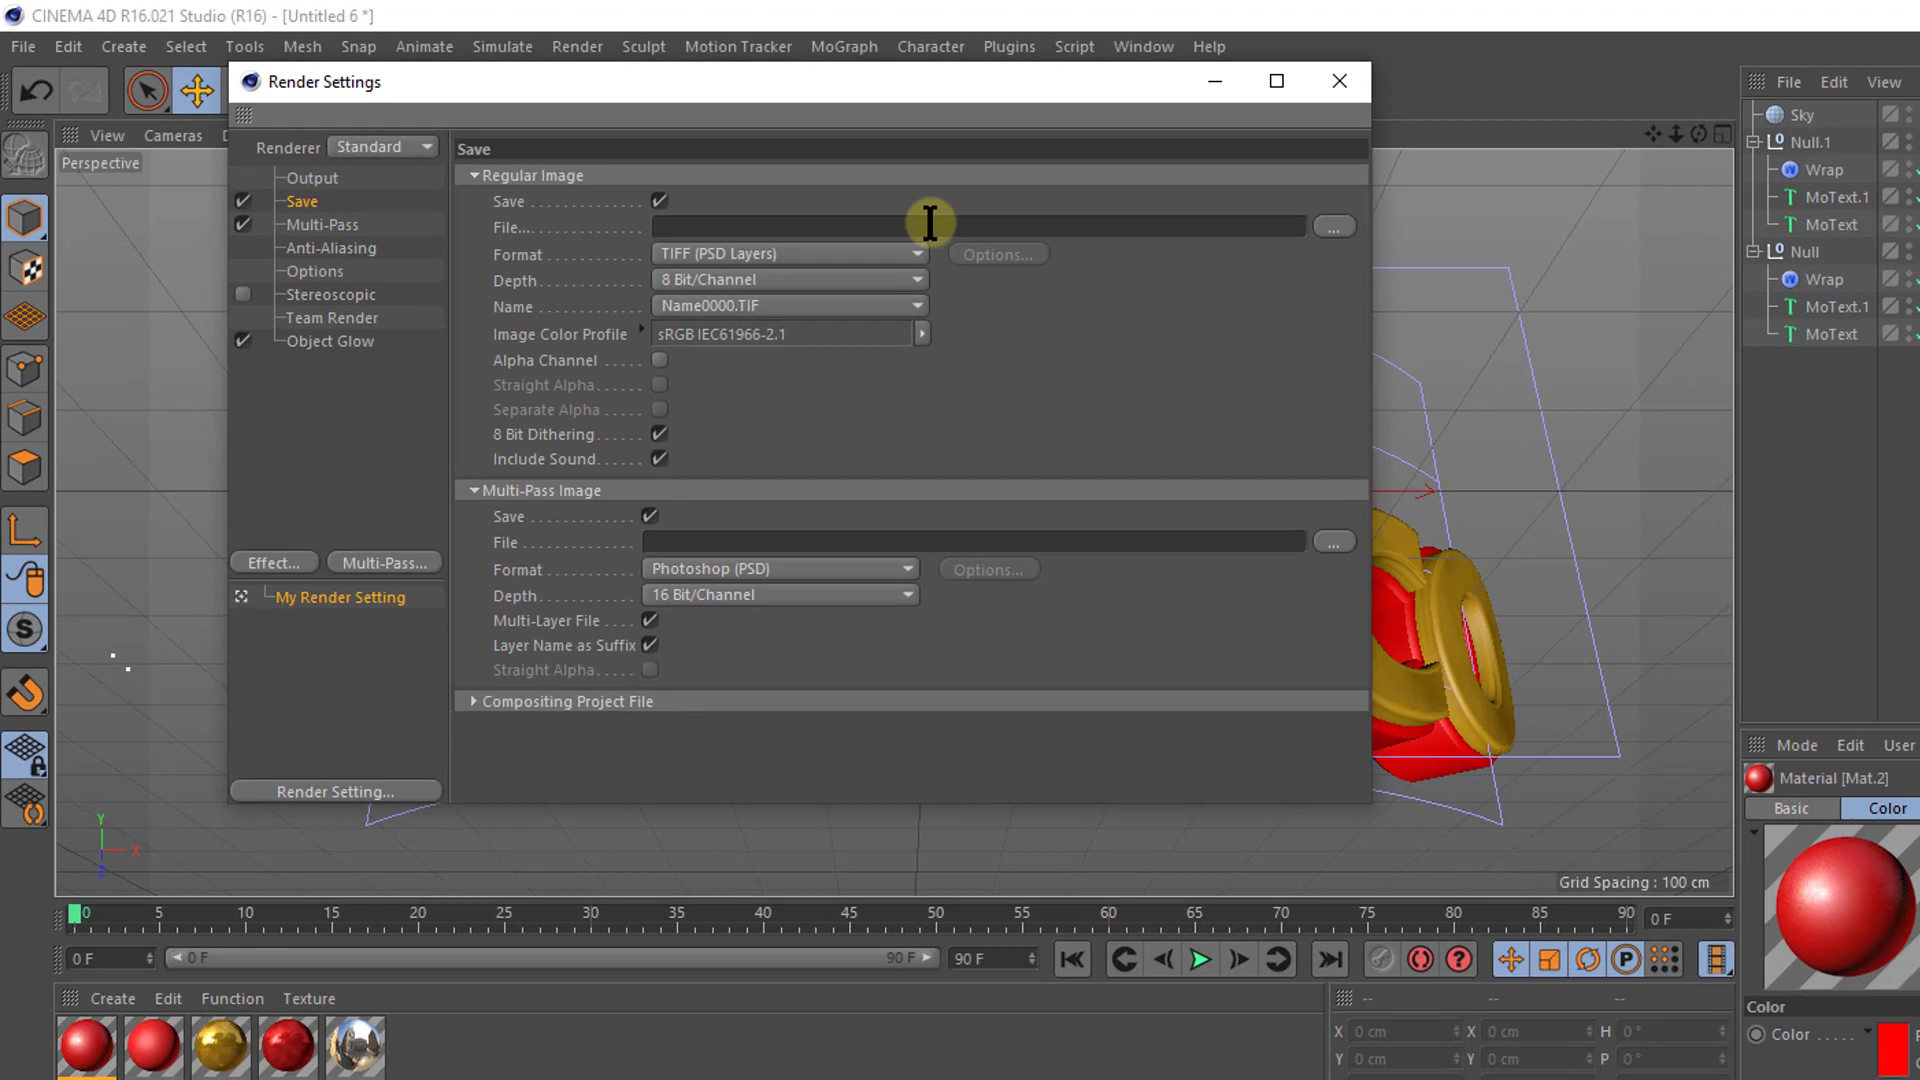 CINEMA 4D R16.021 Studio (R16) - [Untitled 6 *]
File Edit Create Select Tools Mesh Snap Animate Simulate Render Sculpt Motion Tracker MoGraph Character Plugins Script Window Help
Render Settings
File Edit View
View Cameras
Perspective
Renderer Standard
Output
Save
Multi-Pass
Anti-Aliasing
Options
Stereoscopic
Team Render
Object Glow
Effect... Multi-Pass...
My Render Setting
Render Setting...
Save
Regular Image
Save
File...
Format TIFF (PSD Layers) Options...
Depth 8 Bit/Channel
Name Name0000.TIF
Image Color Profile sRGB IEC61966-2.1
Alpha Channel
Straight Alpha
Separate Alpha
8 Bit Dithering
Include Sound
Multi-Pass Image
Save
File
Format Photoshop (PSD) Options...
Depth 16 Bit/Channel
Multi-Layer File
Layer Name as Suffix
Straight Alpha
Compositing Project File
Sky
Null.1
Wrap
MoText.1
MoText
Null
Wrap
MoText.1
MoText
Mode Edit User
Material [Mat.2]
Basic Color
Color
Color
Y
X
Z
Grid Spacing : 100 cm
0 5 10 15 20 25 30 35 40 45 50 55 60 65 70 75 80 85 90 0 F
0 F 0 F 90 F 90 F
Create Edit Function Texture
-- -- --
X 0 cm X 0 cm H 0 °
Y 0 cm Y 0 cm P 0 °